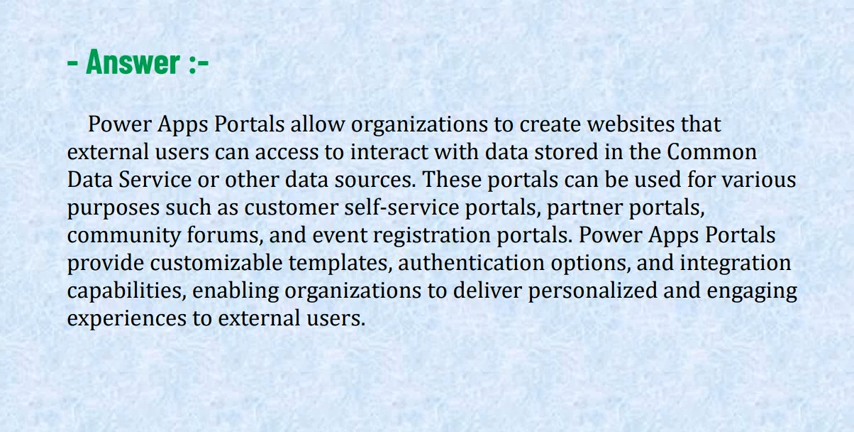 - Answer :-
Power Apps Portals allow organizations to create websites that
external users can access to interact with data stored in the Common
Data Service or other data sources. These portals can be used for various
purposes such as customer self-service portals, partner portals,
community forums, and event registration portals. Power Apps Portals
provide customizable templates, authentication options, and integration
capabilities, enabling organizations to deliver personalized and engaging
experiences to external users.